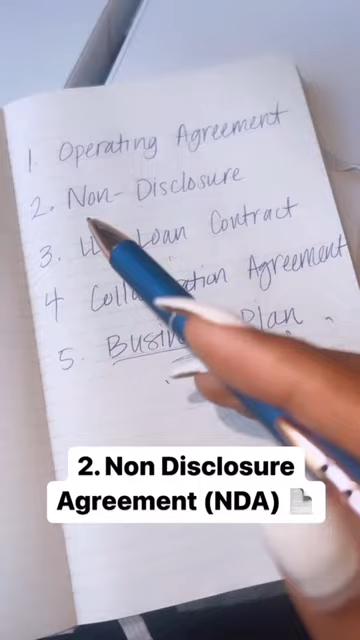 1. Operating Agreement
2. Non-Disclosure
3. Loan Contract
4 Agreement
5. Plan
2. Non Disclosure
Agreement (NDA) 📄